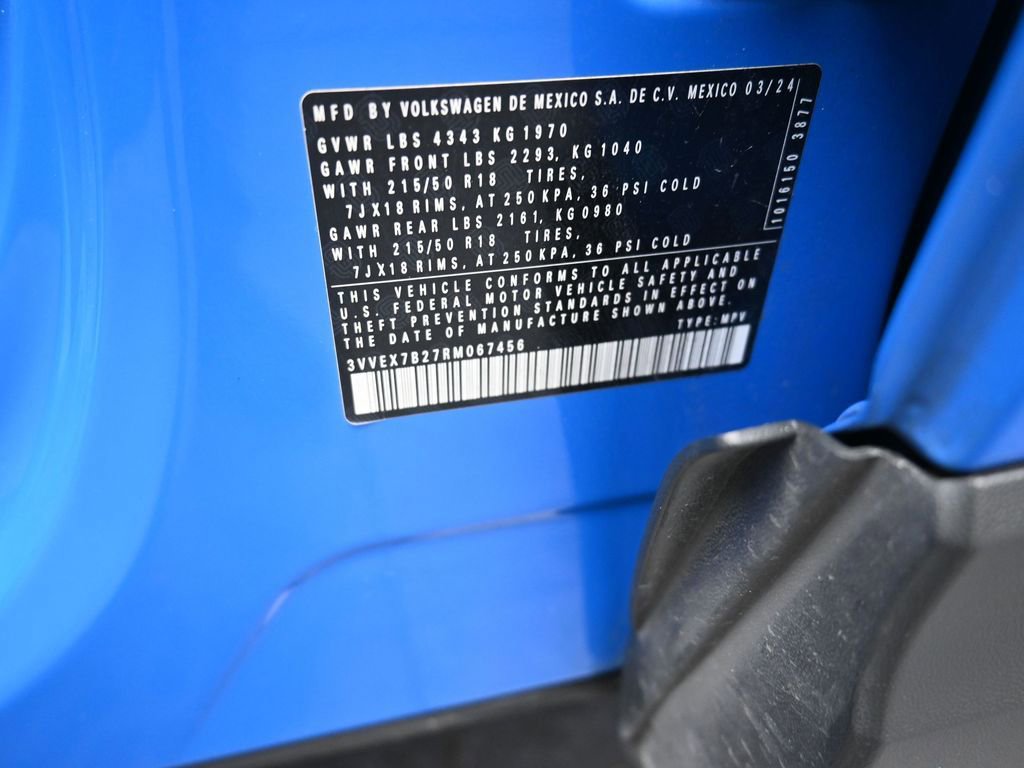 MFD BY VOLKSWAGEN DE MEXICO S.A. DE C.V. MEXICO 03/24
GVWR LBS 4343 KG 1970
GAWR FRONT LBS 2293, KG 1040
WITH 215/50 R18 TIRES,
7JX18 RIMS, AT 250 KPA, 36 PSI COLD
GAWR REAR LBS 2161, KG 0980
WITH 215/50 R18 TIRES,
7JX18 RIMS, AT 250 KPA, 36 PSI COLD
THIS VEHICLE CONFORMS TO ALL APPLICABLE
U.S. FEDERAL MOTOR VEHICLE SAFETY AND
THEFT PREVENTION STANDARDS IN EFFECT ON
THE DATE OF MANUFACTURE SHOWN ABOVE.
3VVEX7B27RM067456 TYPE: MPV
1016150 3877